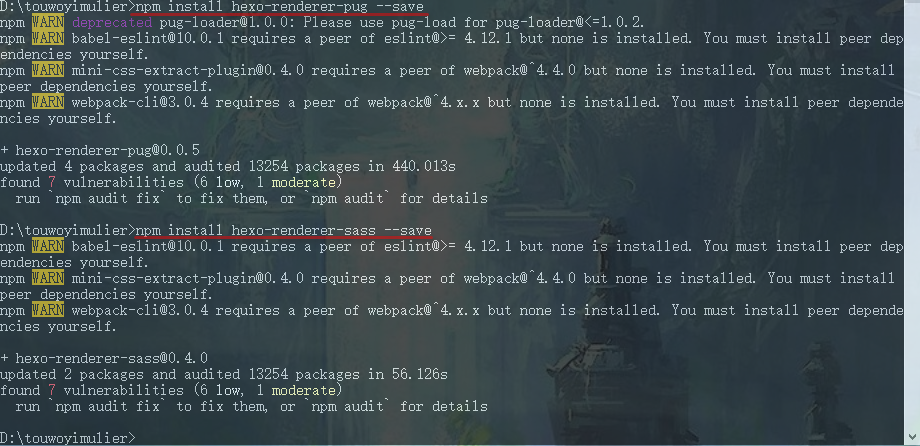 D:\touwoyimulier>npm install hexo-renderer-pug --save
npm WARN deprecated pug-loader@1.0.0: Please use pug-load for pug-loader@<=1.0.2.
npm WARN babel-eslint@10.0.1 requires a peer of eslint@>= 4.12.1 but none is installed. You must install peer dep
endencies yourself.
npm WARN mini-css-extract-plugin@0.4.0 requires a peer of webpack@^4.4.0 but none is installed. You must install
peer dependencies yourself.
npm WARN webpack-cli@3.0.4 requires a peer of webpack@^4.x.x but none is installed. You must install peer depende
ncies yourself.
+ hexo-renderer-pug@0.0.5
updated 4 packages and audited 13254 packages in 440.013s
found 7 vulnerabilities (6 low, 1 moderate)
run `npm audit fix` to fix them, or `npm audit` for details
D:\touwoyimulier>npm install hexo-renderer-sass --save
npm WARN babel-eslint@10.0.1 requires a peer of eslint@>= 4.12.1 but none is installed. You must install peer dep
endencies yourself.
npm WARN mini-css-extract-plugin@0.4.0 requires a peer of webpack@^4.4.0 but none is installed. You must install
peer dependencies yourself.
npm WARN webpack-cli@3.0.4 requires a peer of webpack@^4.x.x but none is installed. You must install peer depende
ncies yourself.
+ hexo-renderer-sass@0.4.0
updated 2 packages and audited 13254 packages in 56.126s
found 7 vulnerabilities (6 low, 1 moderate)
run `npm audit fix` to fix them, or `npm audit` for details
D:\touwoyimulier>